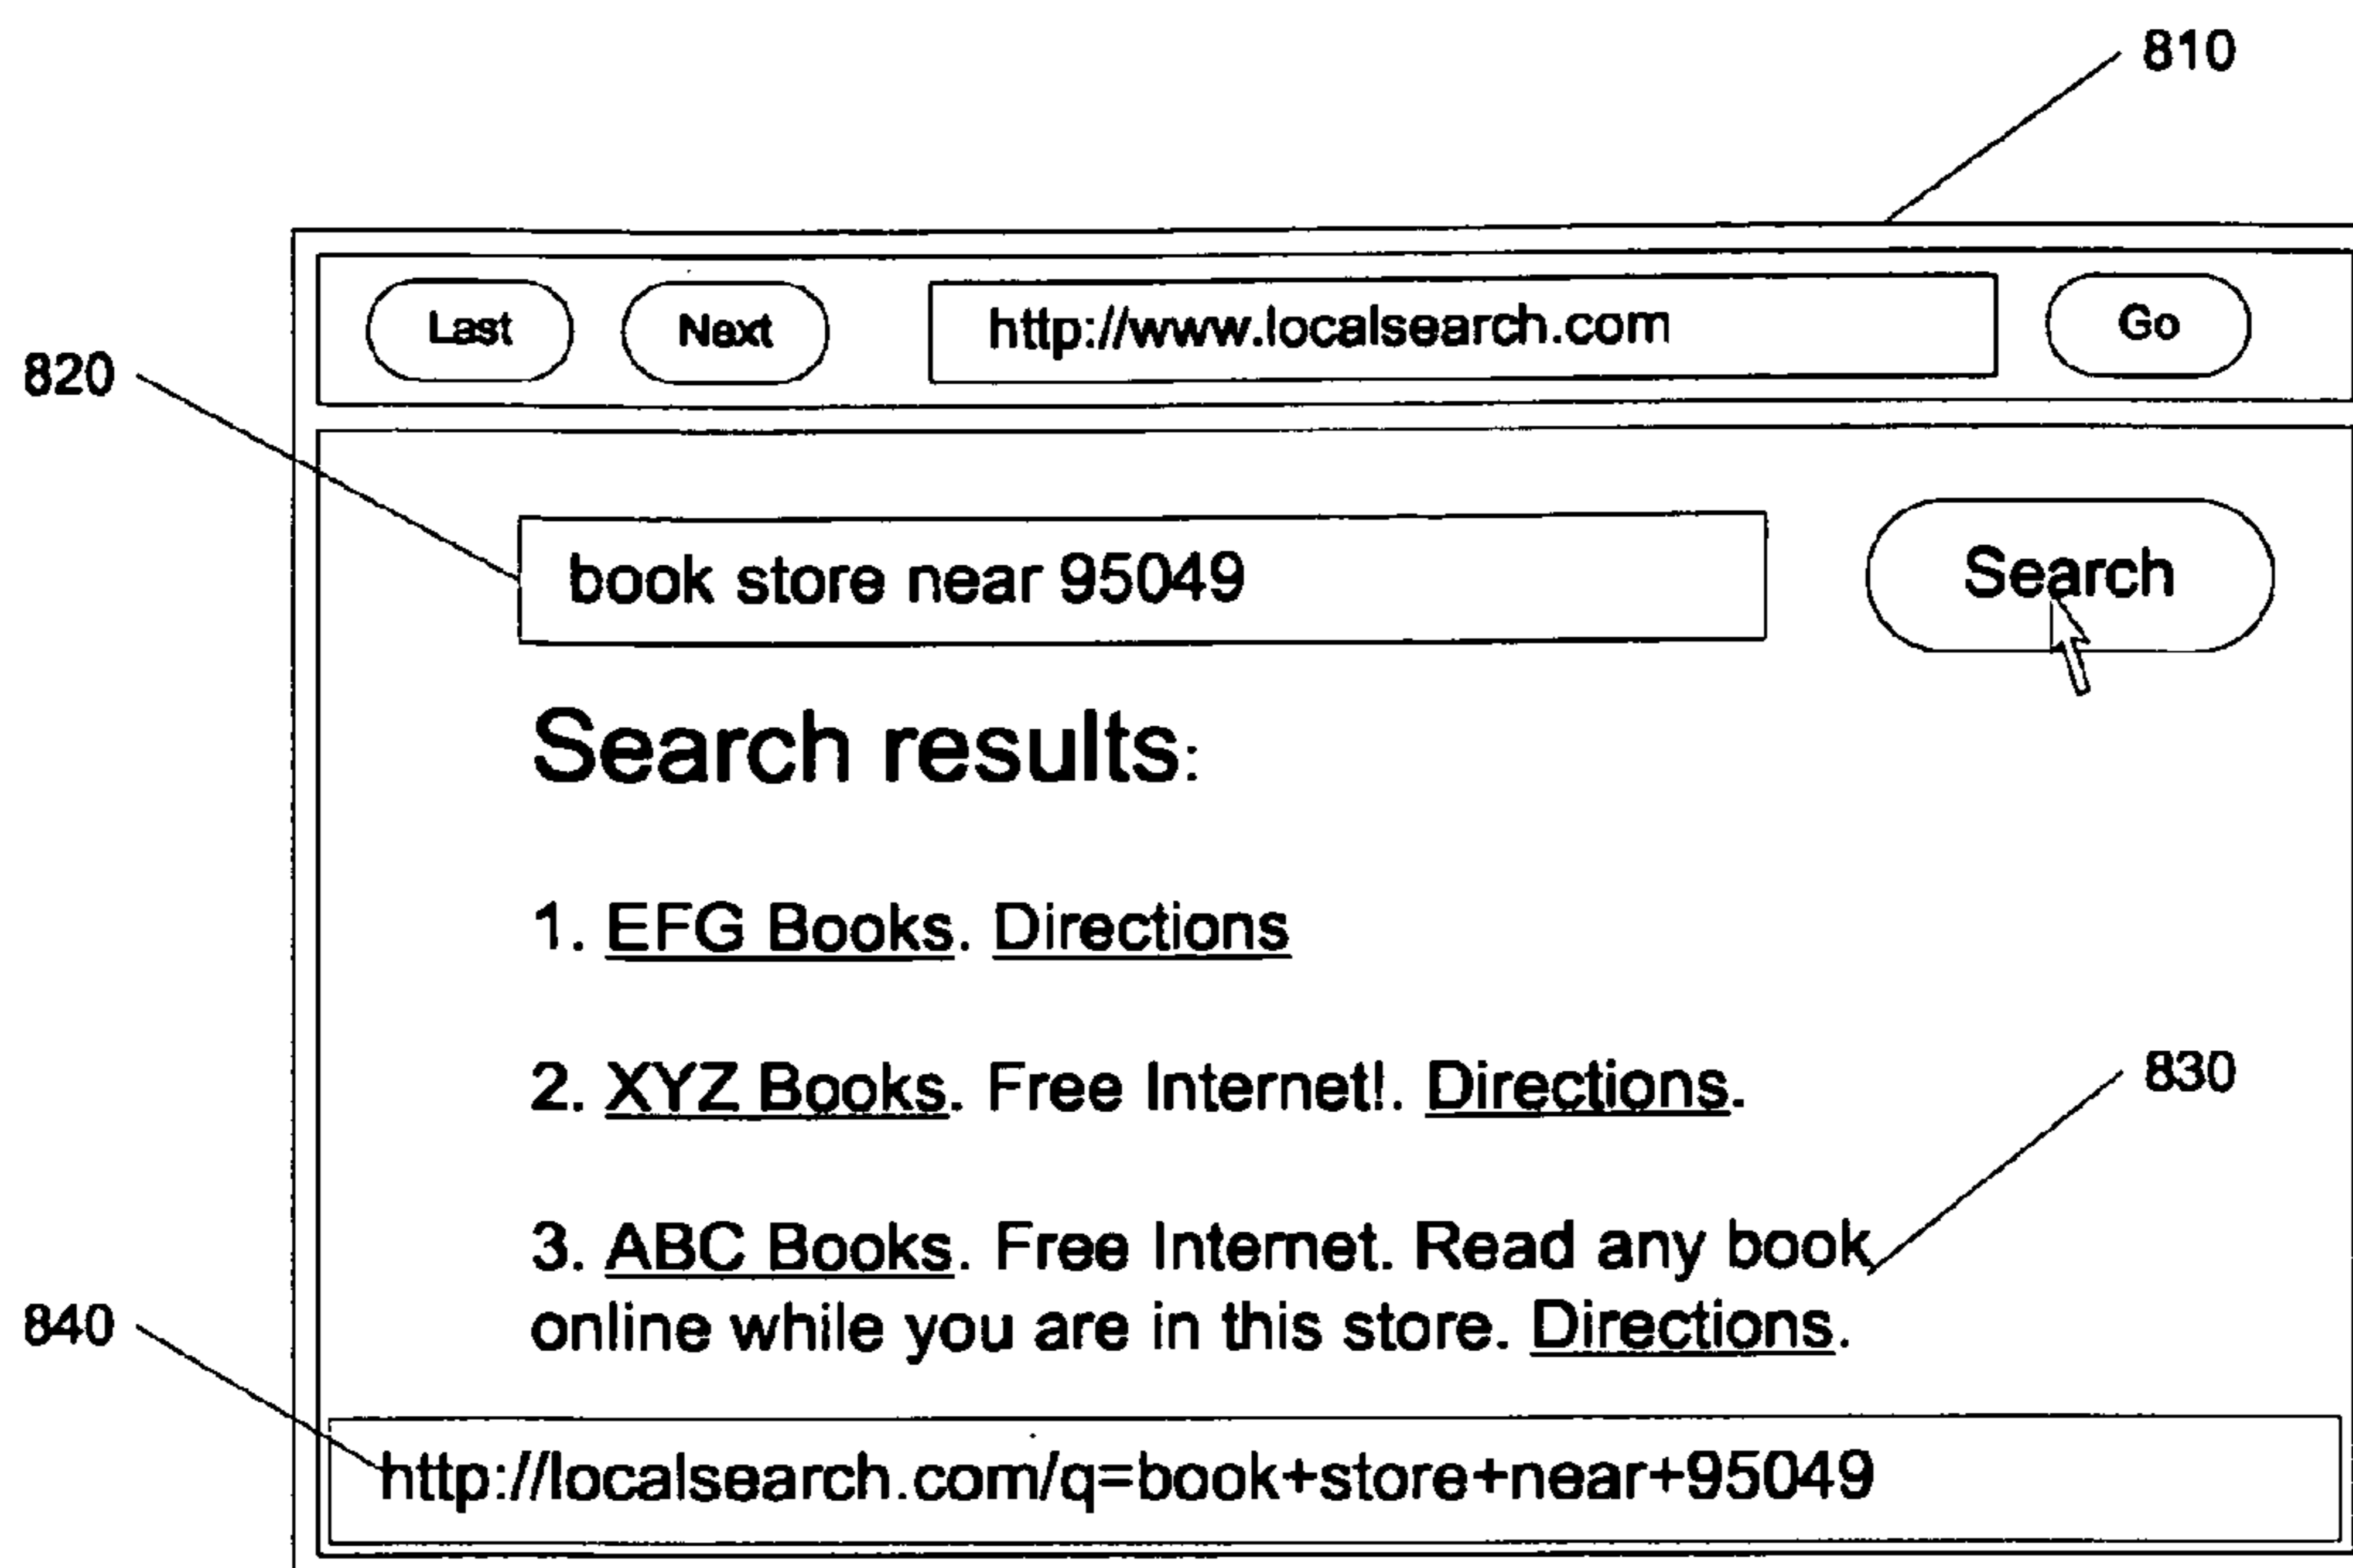 810
Last Next http://www.localsearch.com Go
820
book store near 95049 Search
Search results:
1. EFG Books. Directions
2. XYZ Books. Free Internet!. Directions.
830
3. ABC Books. Free Internet. Read any book
online while you are in this store. Directions.
840
http://localsearch.com/q=book+store+near+95049